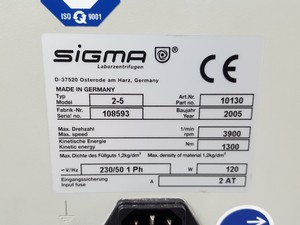 ISO 9001
sigma
Laborzentrifugen
D-37520 Osterode am Harz, Germany
CE
MADE IN GERMANY
Typ Model 2-5 Art.Nr. Part no. 10130
Fabrik-Nr. Serial no. 108593 Baujahr Year 2005
Max. Drehzahl 1/min
Max. speed rpm 3900
Kinetische Energie
Kinetic energy Nm 1300
Max. Dichte des Füllguts 1,2kg/dm³ Max. density of material 1,2kg/dm³
~V/Hz 230/50 1 Ph W 120
Eingangssicherung
Input fuse A 2 AT